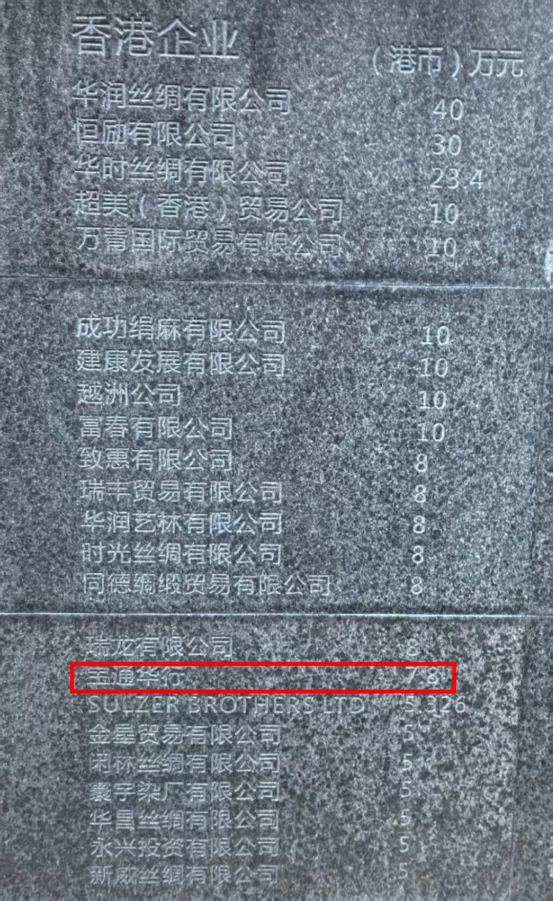 香港企业 （港币）万元
华润丝绸有限公司 40
恒励有限公司 30
华时丝绸有限公司 23.4
超美（香港）贸易公司 10
万青国际贸易有限公司 10
成功绢麻有限公司 10
建康发展有限公司 10
越洲公司 10
富春有限公司 10
致惠有限公司 8
瑞丰贸易有限公司 8
华润艺林有限公司 8
时光丝绸有限公司 8
同德绸缎贸易有限公司 8
瑞龙有限公司 8
宝通华行 7.8
SULZER BROTHERS LTD 5.326
金星贸易有限公司 5
闲林丝绸有限公司 5
寰宇染厂有限公司 5
华昌丝绸有限公司 5
永兴投资有限公司 5
新威丝绸有限公司 5